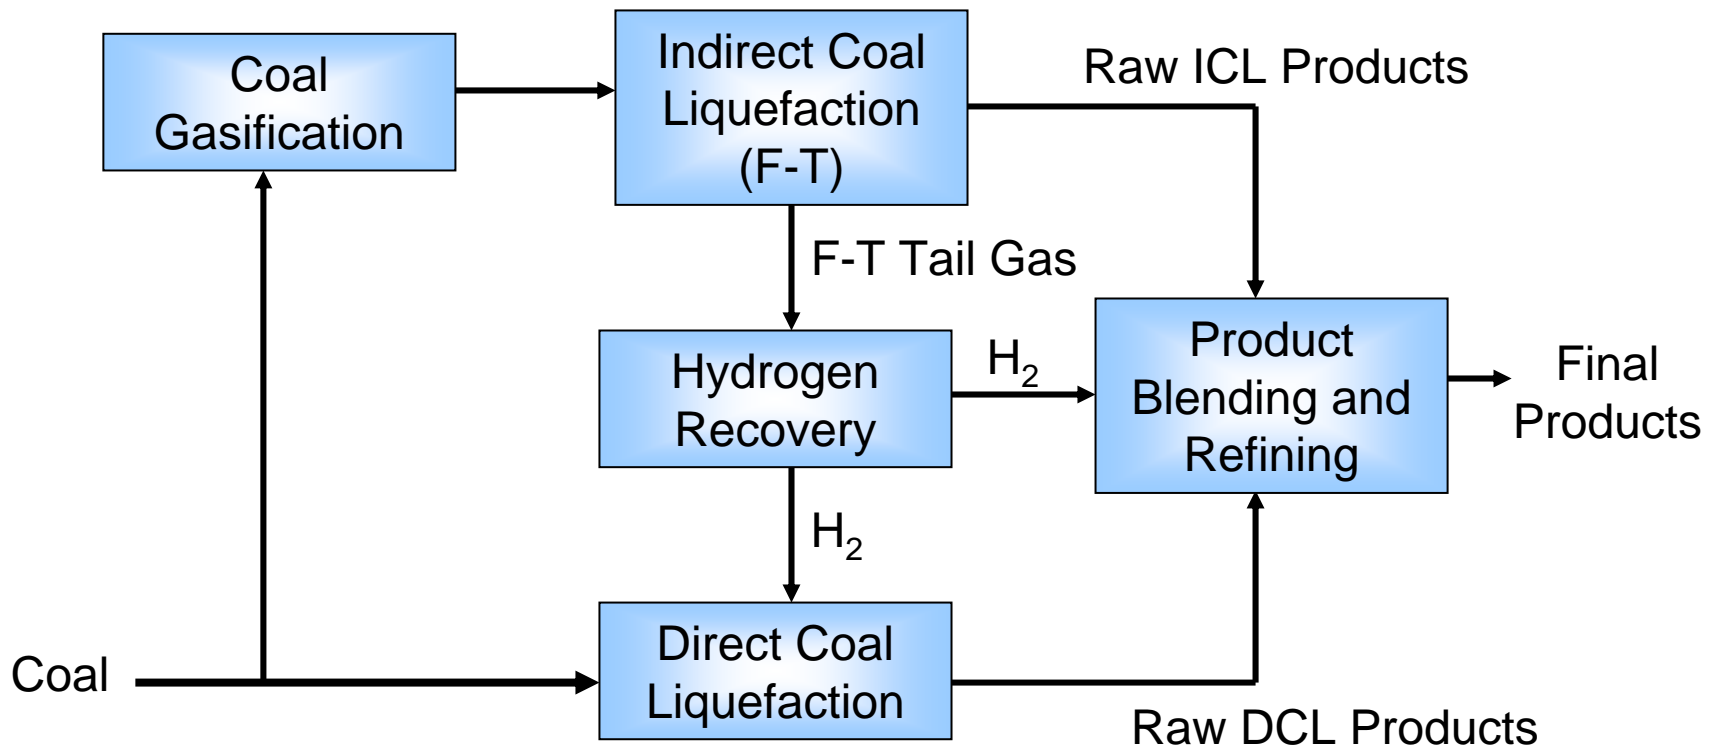 Coal
Gasification
Indirect Coal
Liquefaction
(F-T)
Raw ICL Products
F-T Tail Gas
Hydrogen
Recovery
H₂
Product
Blending and
Refining
Final
Products
H₂
Coal
Direct Coal
Liquefaction
Raw DCL Products